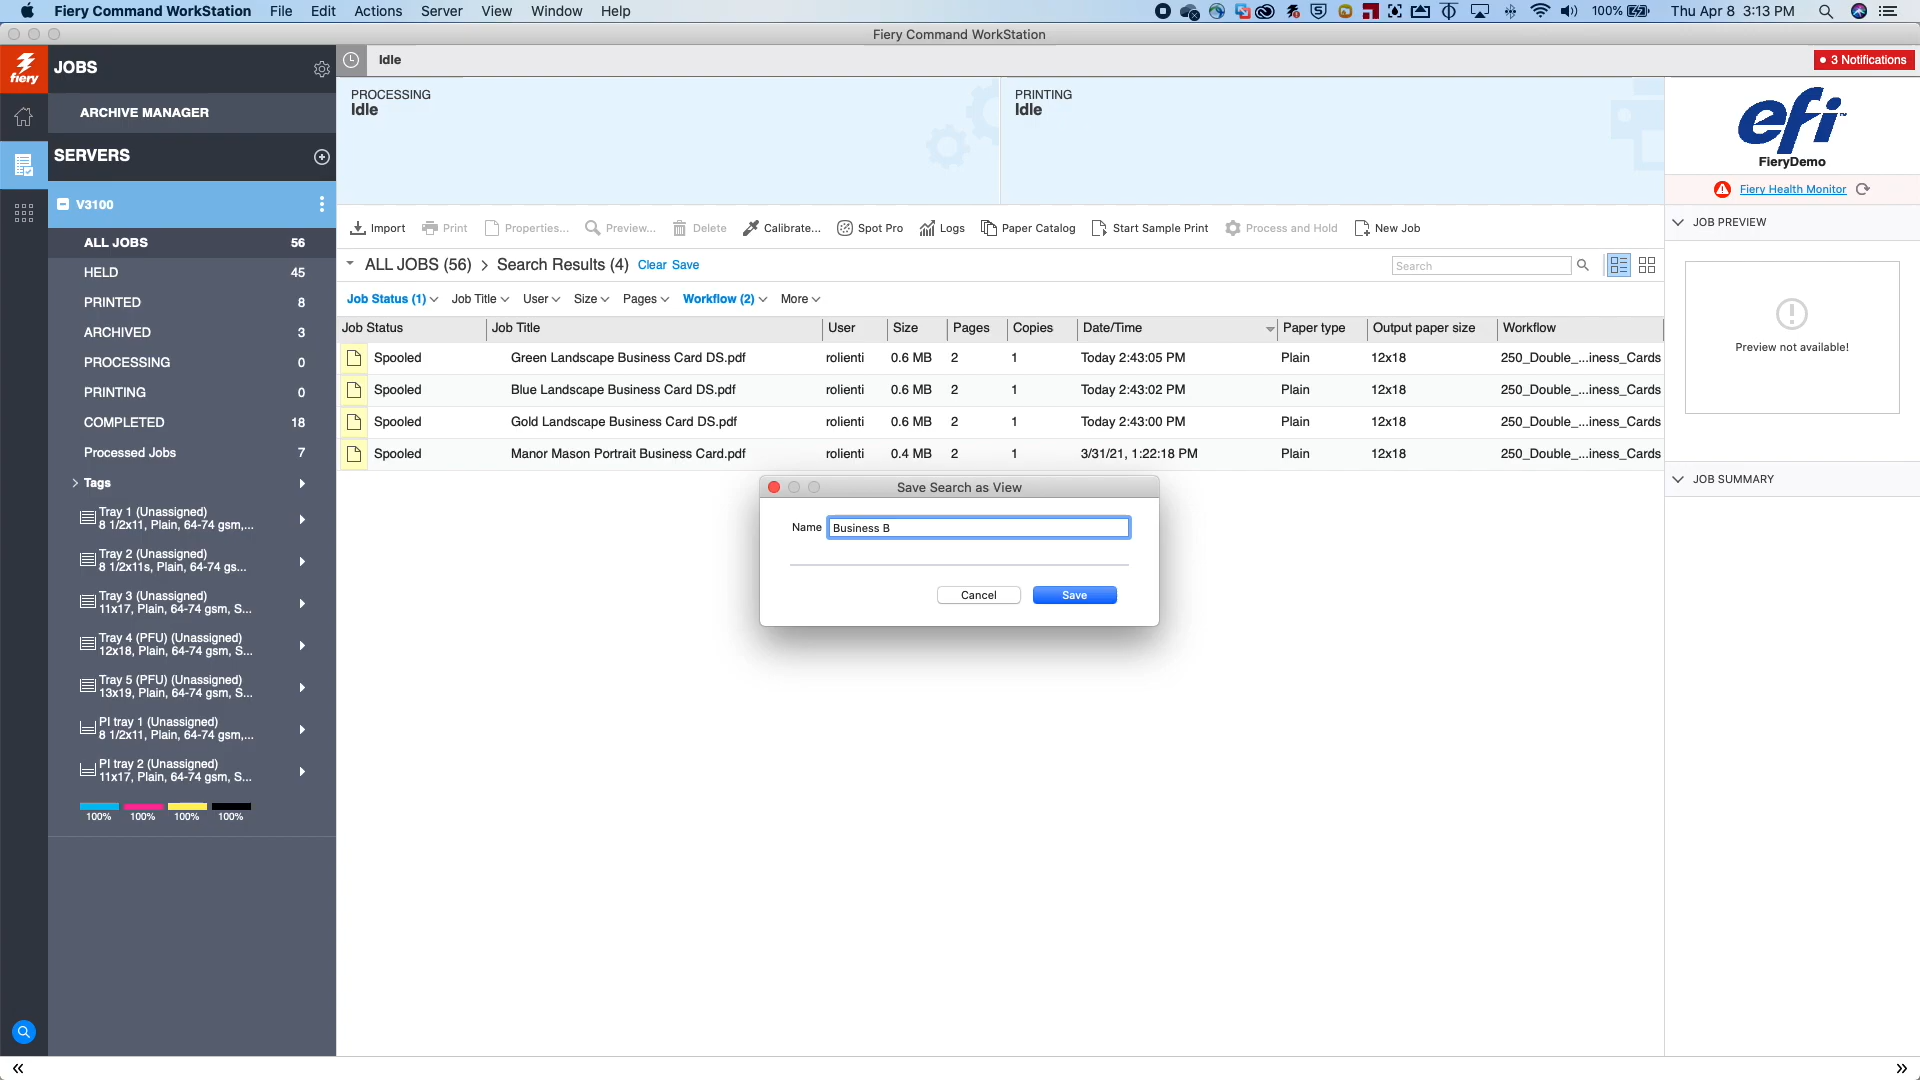 Fiery Command WorkStation File Edit Actions Server View Window Help 100% Thu Apr 8 3:13 PM
Fiery Command WorkStation
fiery JOBS
Idle
3 Notifications
ARCHIVE MANAGER
SERVERS
V3100
ALL JOBS 56
HELD 45
PRINTED 8
ARCHIVED 3
PROCESSING 0
PRINTING 0
COMPLETED 18
Processed Jobs 7
Tags
Tray 1 (Unassigned)
8 1/2x11, Plain, 64-74 gsm,...
Tray 2 (Unassigned)
8 1/2x11s, Plain, 64-74 gs...
Tray 3 (Unassigned)
11x17, Plain, 64-74 gsm, S...
Tray 4 (PFU) (Unassigned)
12x18, Plain, 64-74 gsm, S...
Tray 5 (PFU) (Unassigned)
13x19, Plain, 64-74 gsm, S...
PI tray 1 (Unassigned)
8 1/2x11, Plain, 64-74 gsm,...
PI tray 2 (Unassigned)
11x17, Plain, 64-74 gsm, S...
100% 100% 100% 100%
PROCESSING
Idle
PRINTING
Idle
Import Print Properties... Preview... Delete Calibrate... Spot Pro Logs Paper Catalog Start Sample Print Process and Hold New Job
ALL JOBS (56) > Search Results (4) Clear Save Search
Job Status (1) Job Title User Size Pages Workflow (2) More
Job Status Job Title User Size Pages Copies Date/Time Paper type Output paper size Workflow
Spooled Green Landscape Business Card DS.pdf rolienti 0.6 MB 2 1 Today 2:43:05 PM Plain 12x18 250_Double_...iness_Cards
Spooled Blue Landscape Business Card DS.pdf rolienti 0.6 MB 2 1 Today 2:43:02 PM Plain 12x18 250_Double_...iness_Cards
Spooled Gold Landscape Business Card DS.pdf rolienti 0.6 MB 2 1 Today 2:43:00 PM Plain 12x18 250_Double_...iness_Cards
Spooled Manor Mason Portrait Business Card.pdf rolienti 0.4 MB 2 1 3/31/21, 1:22:18 PM Plain 12x18 250_Double_...iness_Cards
Save Search as View
Name Business B
Cancel Save
efi™
FieryDemo
Fiery Health Monitor
JOB PREVIEW
Preview not available!
JOB SUMMARY